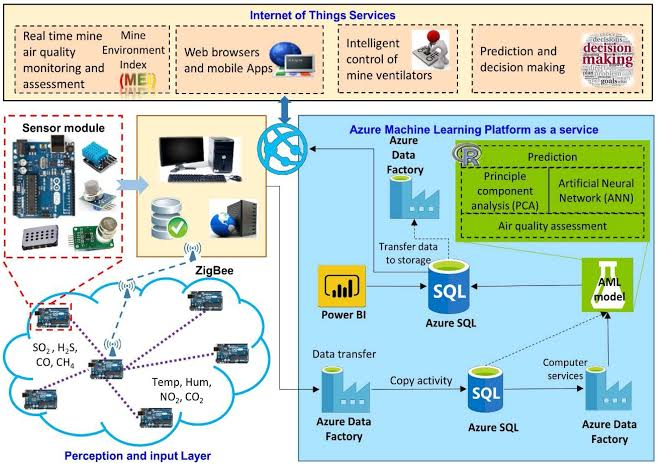 Internet of Things Services
Real time mine
air quality
monitoring and
assessment
Mine
Environment
Index
(MEI)
Web browsers
and mobile Apps
Intelligent
control of
mine ventilators
Prediction and
decision making
decisions
decision
making
problem
goals
Sensor module
Azure Machine Learning Platform as a service
Azure
Data
Factory
R
Prediction
Principle
component
analysis (PCA)
Artificial Neural
Network (ANN)
Air quality assessment
Transfer data
to storage
ZigBee
Power BI
SQL
Azure SQL
AML
model
SO2 , H2S,
CO, CH4
Temp, Hum,
NO2, CO2
Data transfer
Copy activity
Computer
services
Azure Data
Factory
SQL
Azure SQL
Azure Data
Factory
Perception and input Layer